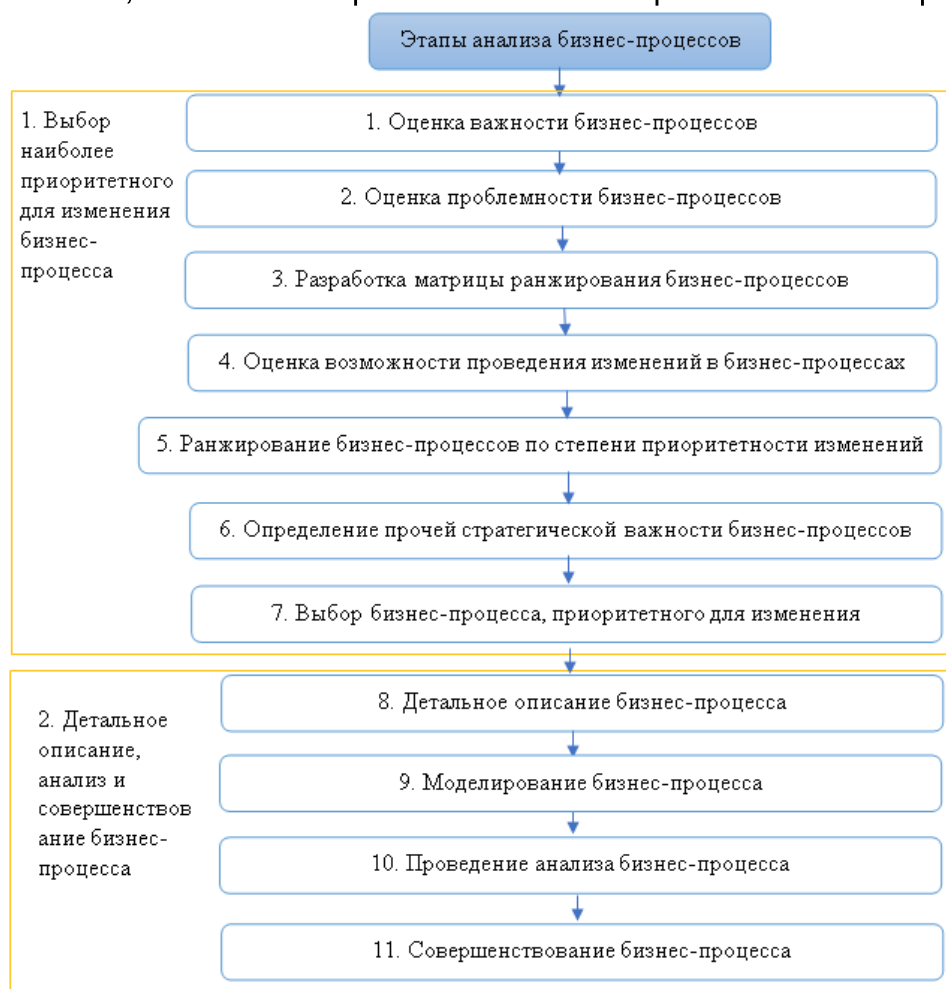 Этапы анализа бизнес-процессов
1. Выбор
наиболее
приоритетного
для изменения
бизнес-
процесса
1. Оценка важности бизнес-процессов
2. Оценка проблемности бизнес-процессов
3. Разработка матрицы ранжирования бизнес-процессов
4. Оценка возможности проведения изменений в бизнес-процессах
5. Ранжирование бизнес-процессов по степени приоритетности изменений
6. Определение прочей стратегической важности бизнес-процессов
7. Выбор бизнес-процесса, приоритетного для изменения
2. Детальное
описание,
анализ и
совершенствов
ание бизнес-
процесса
8. Детальное описание бизнес-процесса
9. Моделирование бизнес-процесса
10. Проведение анализа бизнес-процесса
11. Совершенствование бизнес-процесса